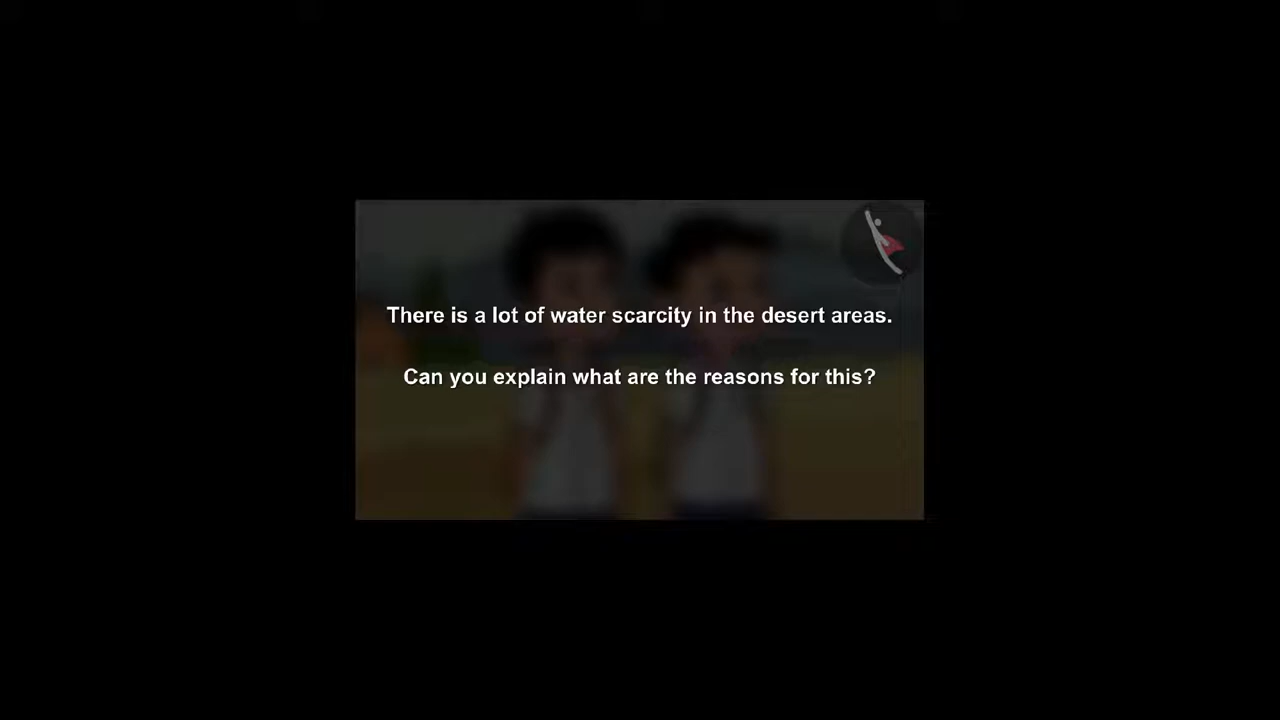 There is a lot of water scarcity in the desert areas.
Can you explain what are the reasons for this?